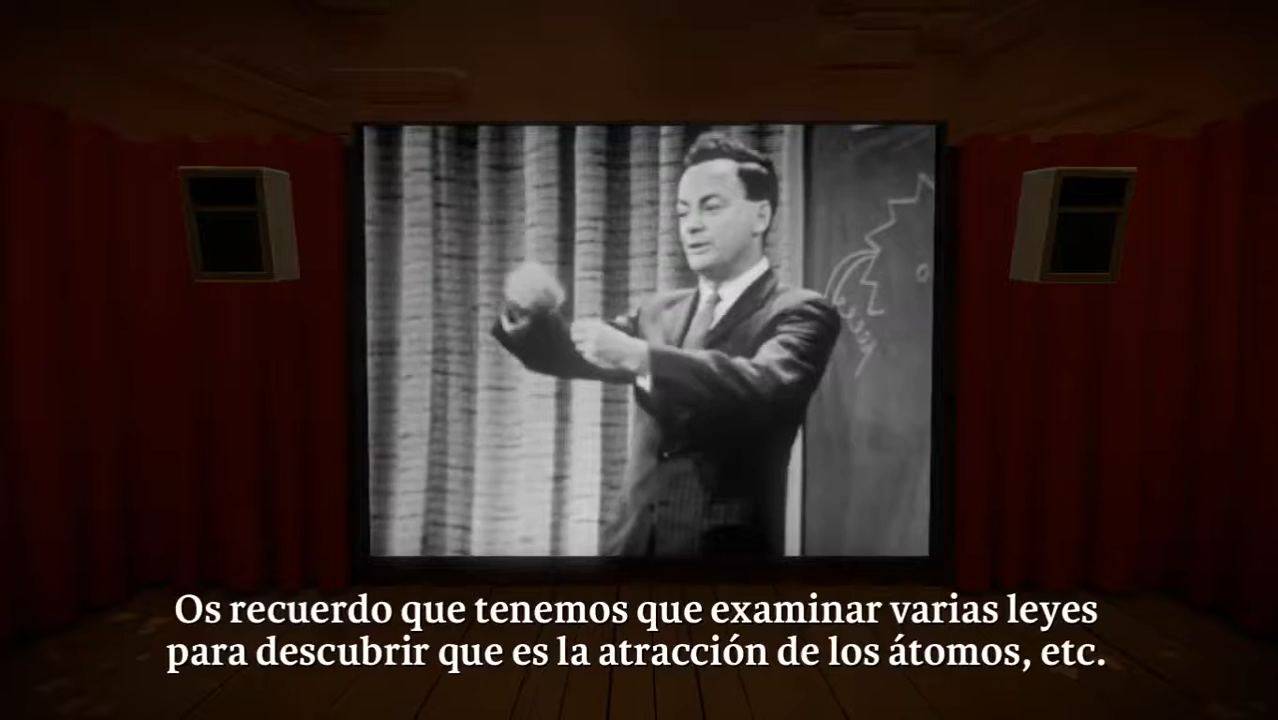 Os recuerdo que tenemos que examinar varias leyes
para descubrir que es la atracción de los átomos, etc.